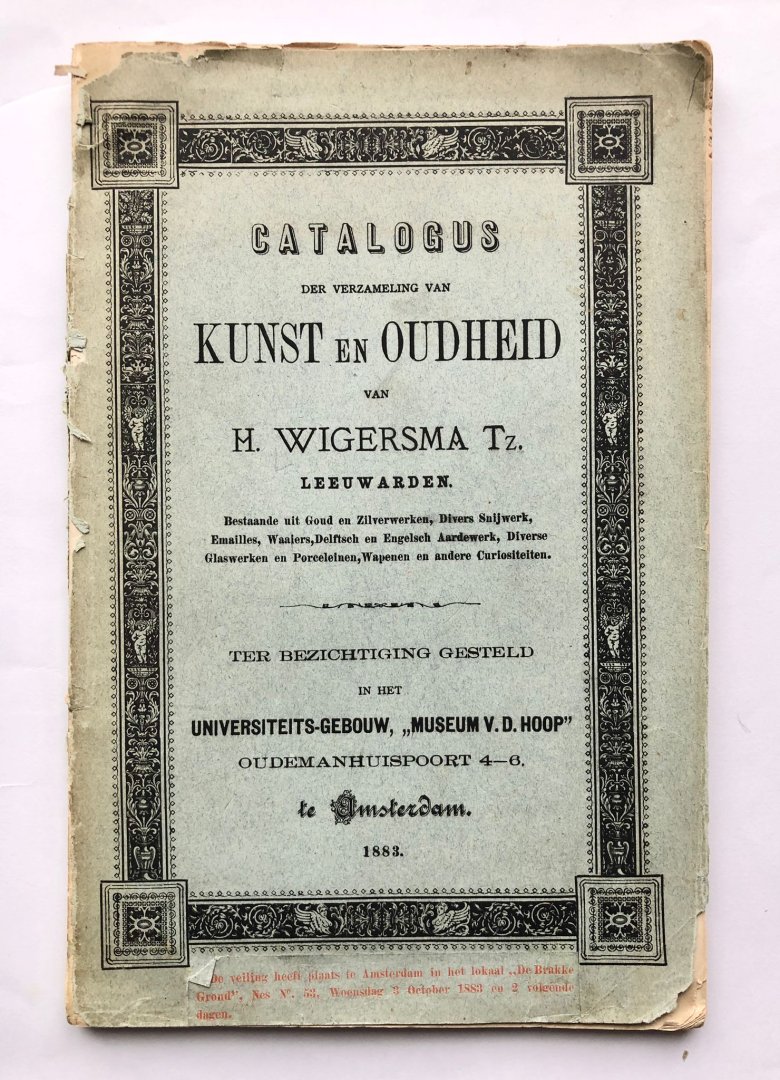 CATALOGUS
DER VERZAMELING VAN
KUNST EN OUDHEID
VAN
H. WIGERSMA Tz.
LEEUWARDEN.
Bestaande uit Goud en Zilverwerken, Divers Snijwerk,
Emailles, Waaiers, Delftsch en Engelsch Aardewerk, Diverse
Glaswerken en Porceleinen, Wapenen en andere Curiositeiten.
TER BEZICHTIGING GESTELD
IN HET
UNIVERSITEITS-GEBOUW, „MUSEUM V. D. HOOP”
OUDEMANHUISPOORT 4—6.
te Amsterdam.
1883.
De veiling heeft plaats te Amsterdam in het lokaal „De Brakke
Grond”, Nes No. 53, Woensdag 3 October 1883 en 2 volgende
dagen.